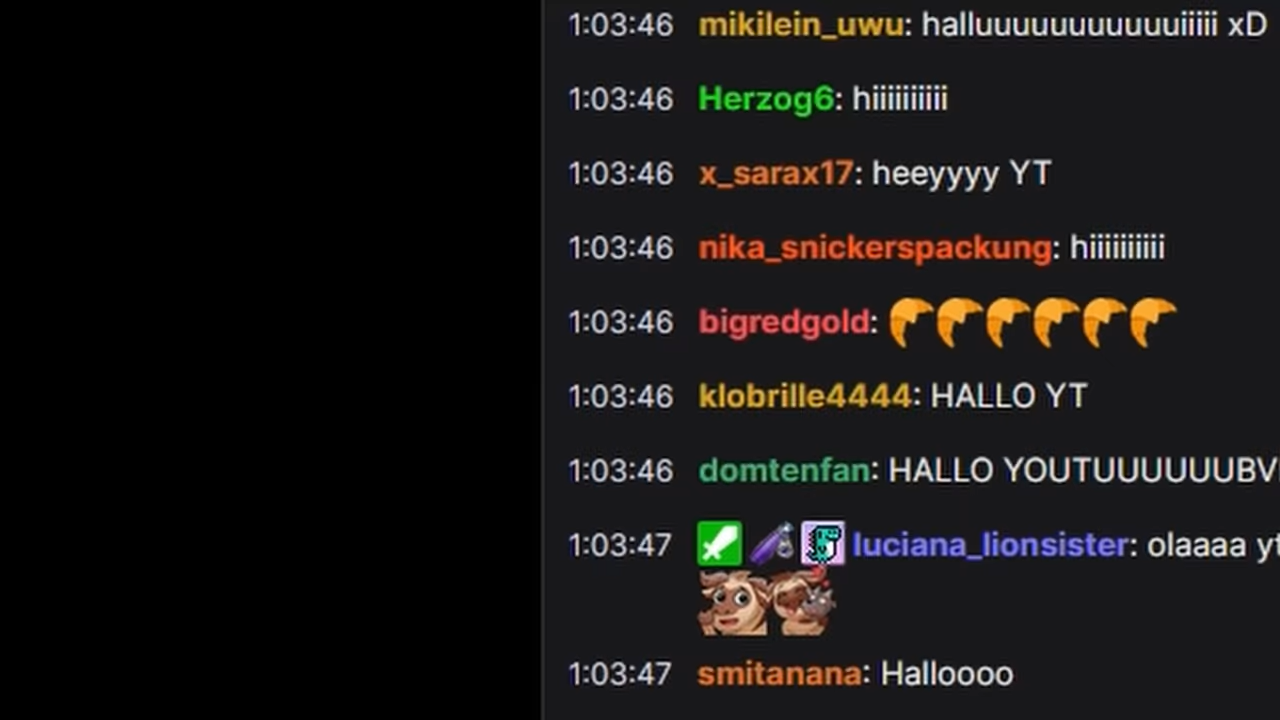 1:03:46 mikilein_uwu: halluuuuuuuuuuuiiiii xD
1:03:46 Herzog6: hiiiiiiiiii
1:03:46 x_sarax17: heeyyyy YT
1:03:46 nika_snickerspackung: hiiiiiiiiii
1:03:46 bigredgold:
1:03:46 klobrille4444: HALLO YT
1:03:46 domtenfan: HALLO YOUTUUUUUUBV
1:03:47 luciana_lionsister: olaaaa yt
1:03:47 smitanana: Halloooo